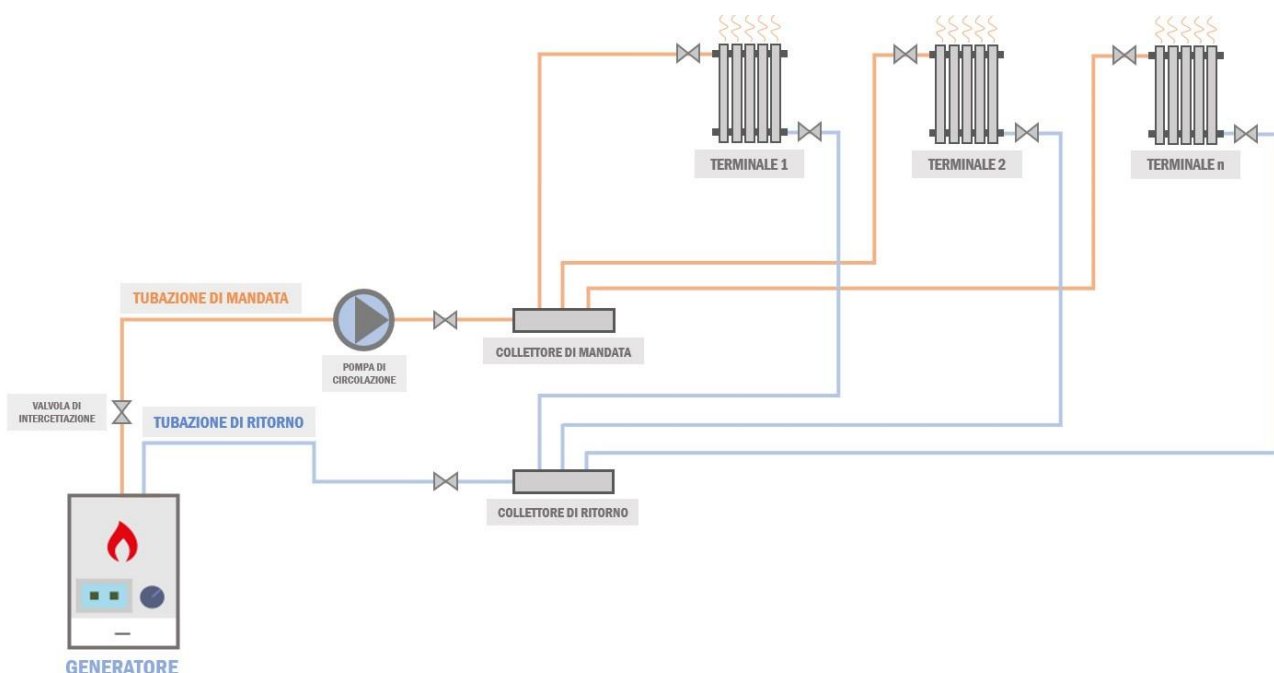 TERMINALE 1
TERMINALE 2
TERMINALE n
TUBAZIONE DI MANDATA
POMPA DI
CIRCOLAZIONE
COLLETTORE DI MANDATA
VALVOLA DI
INTERCETTAZIONE
TUBAZIONE DI RITORNO
COLLETTORE DI RITORNO
GENERATORE